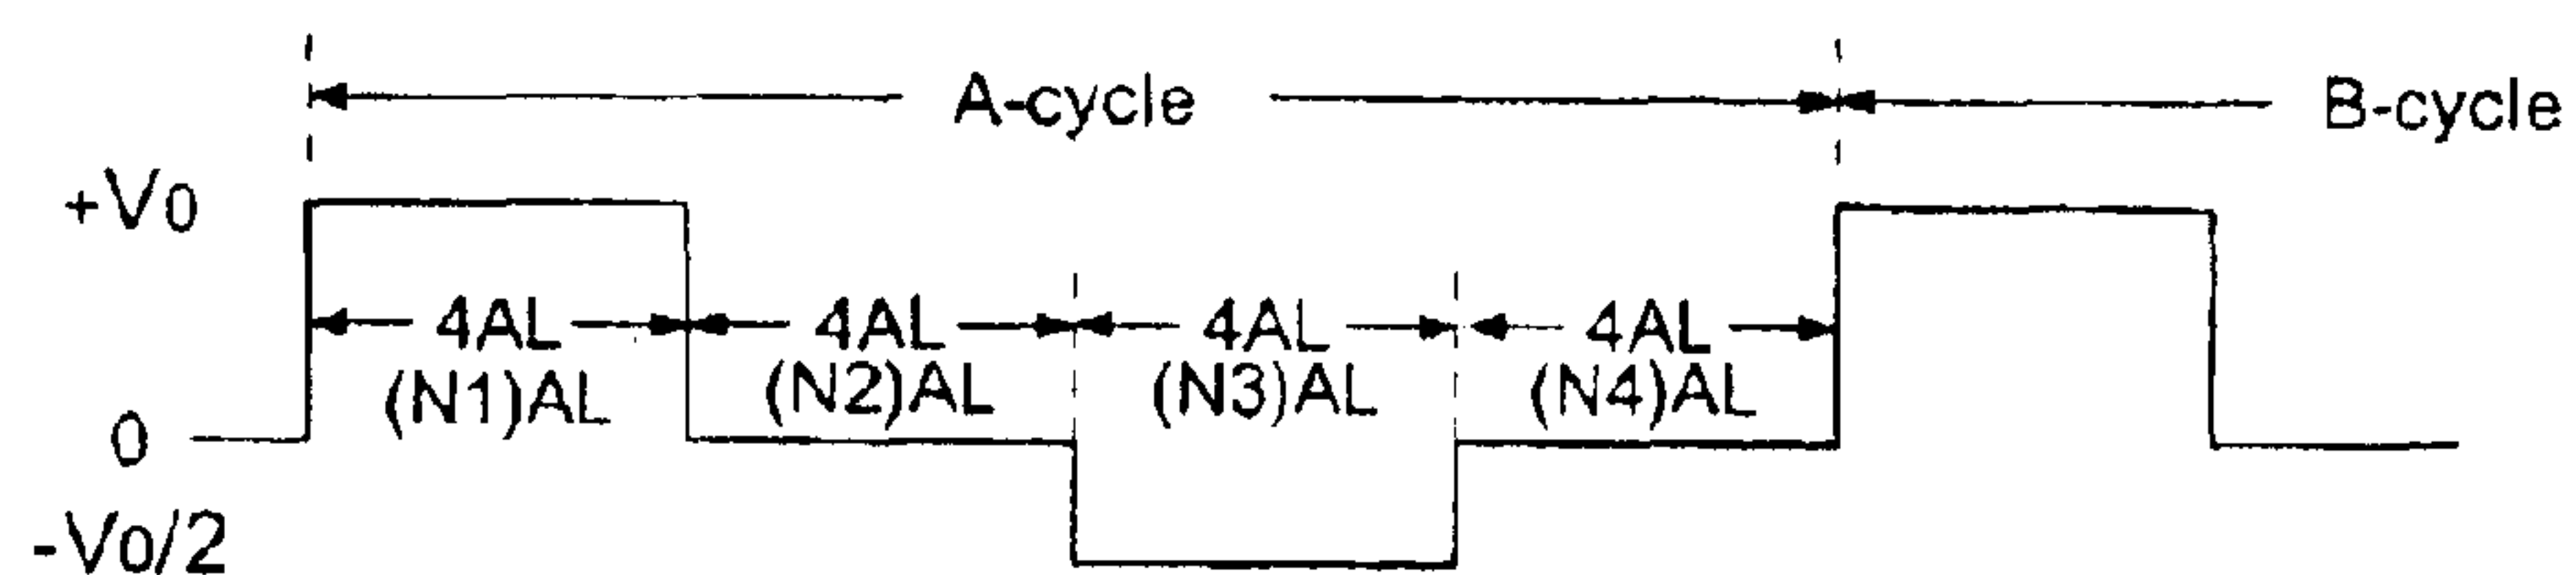 A-cycle B-cycle
+V0
4AL 4AL 4AL 4AL
(N1)AL (N2)AL (N3)AL (N4)AL
0
-V0/2